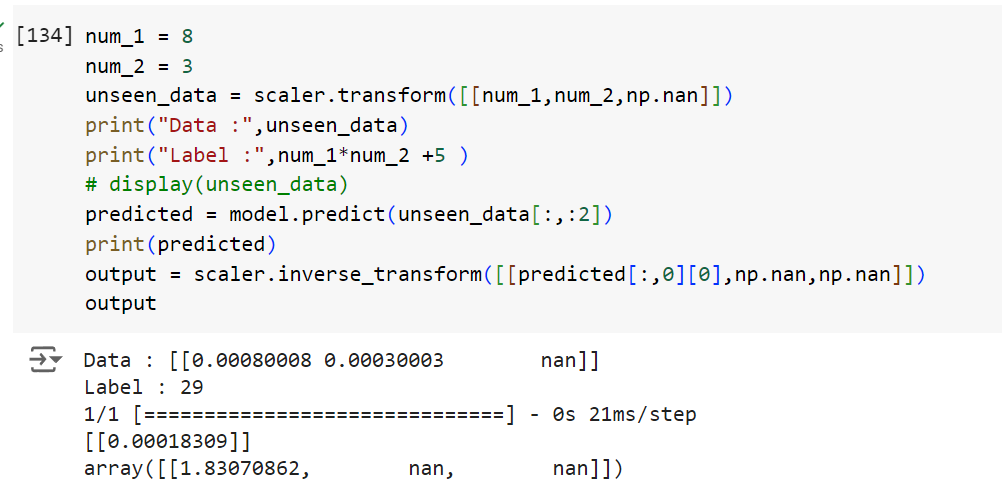 [134] num_1 = 8
num_2 = 3
unseen_data = scaler.transform([[num_1,num_2,np.nan]])
print("Data :",unseen_data)
print("Label :",num_1*num_2 +5 )
# display(unseen_data)
predicted = model.predict(unseen_data[:,:2])
print(predicted)
output = scaler.inverse_transform([[predicted[:,0][0],np.nan,np.nan]])
output
Data : [[0.00080008 0.00030003        nan]]
Label : 29
1/1 [==============================] - 0s 21ms/step
[[0.00018309]]
array([[1.83070862,        nan,        nan]])